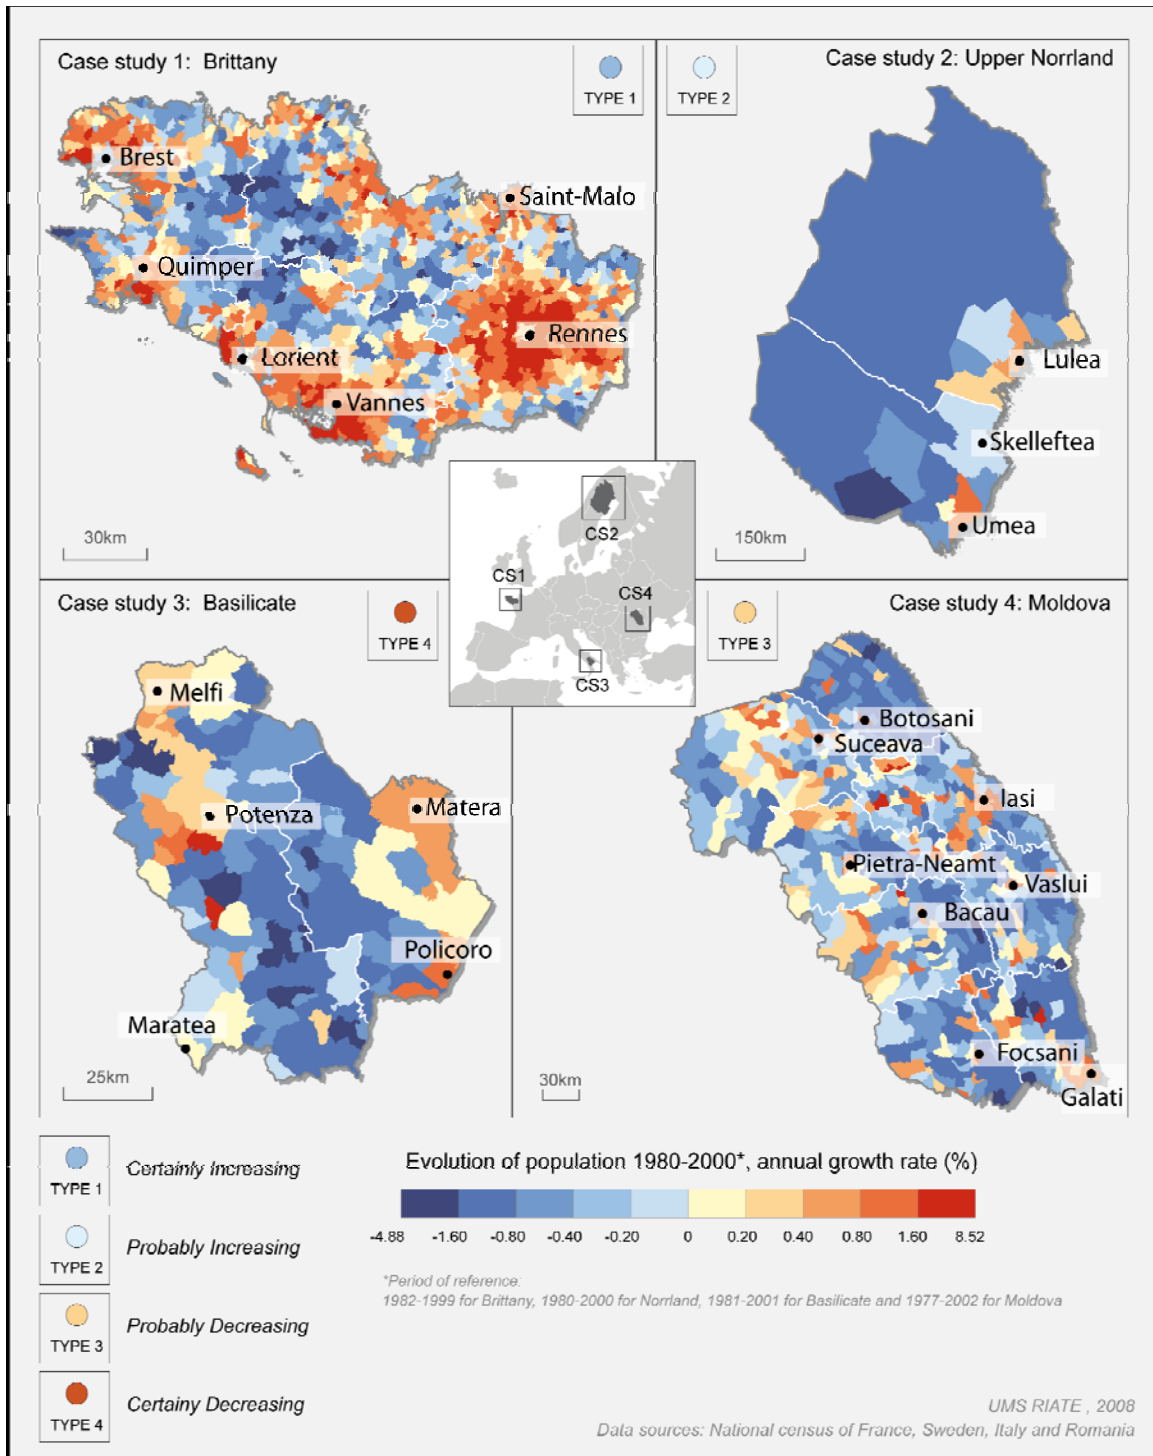 Case study 1: Brittany
TYPE 1
Brest
Saint-Malo
Quimper
Rennes
Lorient
Vannes
30km
TYPE 2
Case study 2: Upper Norrland
Lulea
Skelleftea
Umea
150km
CS2
CS1
CS4
CS3
Case study 3: Basilicate
TYPE 4
Melfi
Potenza
Matera
Policoro
Maratea
25km
TYPE 3
Case study 4: Moldova
Botosani
Suceava
Iasi
Pietra-Neamt
Vaslui
Bacau
Focsani
Galati
30km
TYPE 1
Certainly Increasing
TYPE 2
Probably Increasing
TYPE 3
Probably Decreasing
TYPE 4
Certainy Decreasing
Evolution of population 1980-2000*, annual growth rate (%)
-4.88 -1.60 -0.80 -0.40 -0.20 0 0.20 0.40 0.80 1.60 8.52
*Period of reference:
1982-1999 for Brittany, 1980-2000 for Norrland, 1981-2001 for Basilicate and 1977-2002 for Moldova
UMS RIATE , 2008
Data sources: National census of France, Sweden, Italy and Romania